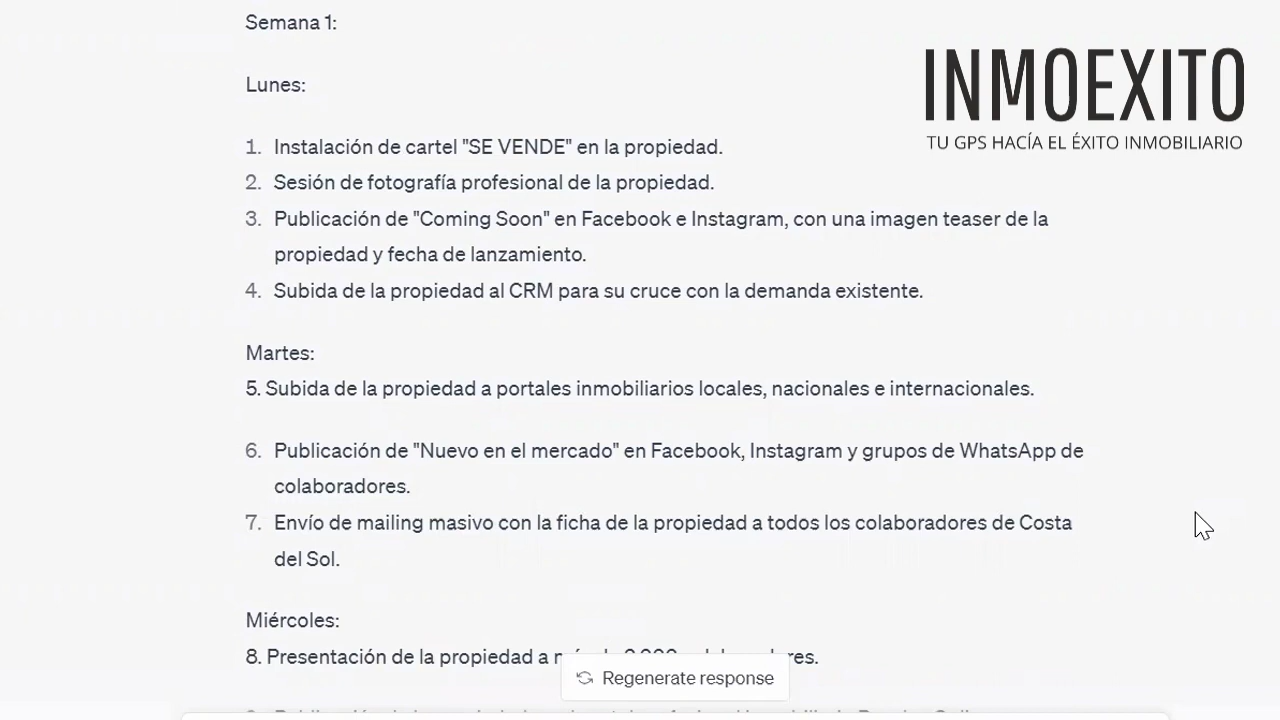 Semana 1:
INMOEXITO
TU GPS HACÍA EL ÉXITO INMOBILIARIO
Lunes:
1. Instalación de cartel "SE VENDE" en la propiedad.
2. Sesión de fotografía profesional de la propiedad.
3. Publicación de "Coming Soon" en Facebook e Instagram, con una imagen teaser de la
propiedad y fecha de lanzamiento.
4. Subida de la propiedad al CRM para su cruce con la demanda existente.
Martes:
5. Subida de la propiedad a portales inmobiliarios locales, nacionales e internacionales.
6. Publicación de "Nuevo en el mercado" en Facebook, Instagram y grupos de WhatsApp de
colaboradores.
7. Envío de mailing masivo con la ficha de la propiedad a todos los colaboradores de Costa
del Sol.
Miércoles:
8. Presentación de la propiedad a
Regenerate response